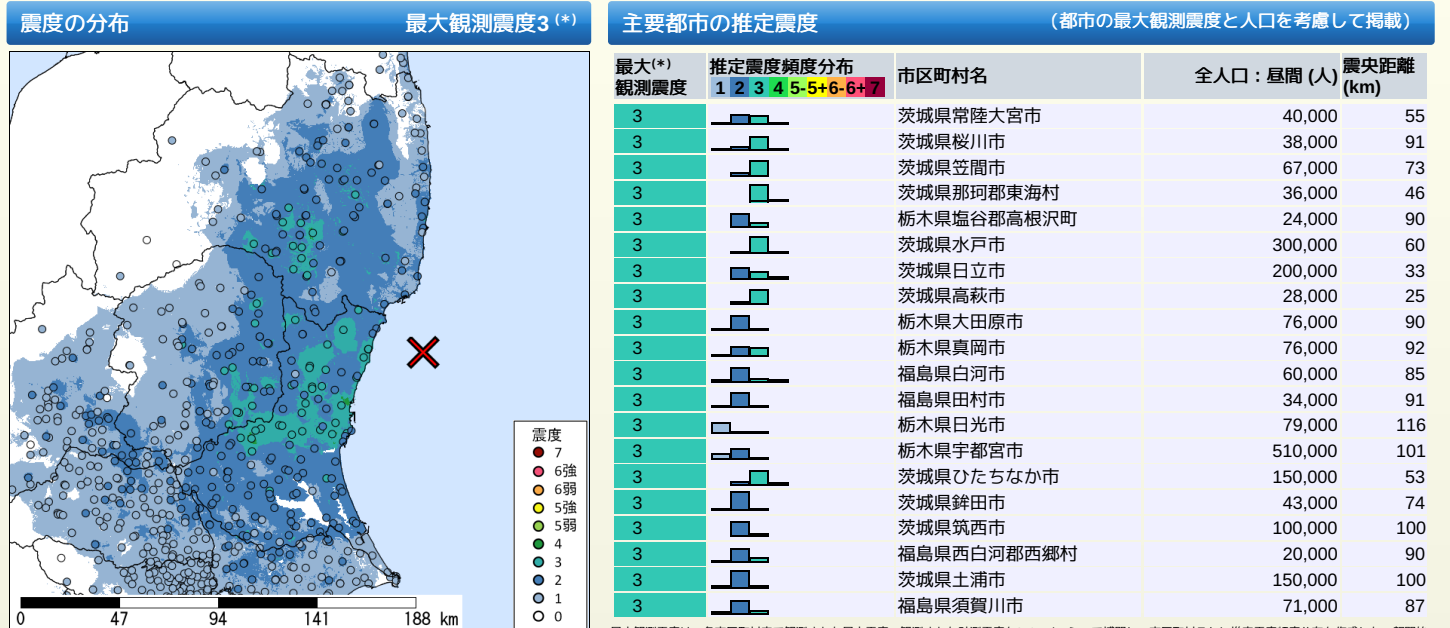 震度の分布 最大観測震度3 (*)
主要都市の推定震度 (都市の最大観測震度と人口を考慮して掲載)
震度
7
6強
6弱
5強
5弱
4
3
2
1
0
0 47 94 141 188 km
最大(*) 推定震度頻度分布 市区町村名 全人口：昼間 (人) 震央距離
観測震度 1 2 3 4 5- 5+ 6- 6+ 7 (km)
3 茨城県常陸大宮市 40,000 55
3 茨城県桜川市 38,000 91
3 茨城県笠間市 67,000 73
3 茨城県那珂郡東海村 36,000 46
3 栃木県塩谷郡高根沢町 24,000 90
3 茨城県水戸市 300,000 60
3 茨城県日立市 200,000 33
3 茨城県高萩市 28,000 25
3 栃木県大田原市 76,000 90
3 栃木県真岡市 76,000 92
3 福島県白河市 60,000 85
3 福島県田村市 34,000 91
3 栃木県日光市 79,000 116
3 栃木県宇都宮市 510,000 101
3 茨城県ひたちなか市 150,000 53
3 茨城県鉾田市 43,000 74
3 茨城県筑西市 100,000 100
3 福島県西白河郡西郷村 20,000 90
3 茨城県土浦市 150,000 100
3 福島県須賀川市 71,000 87